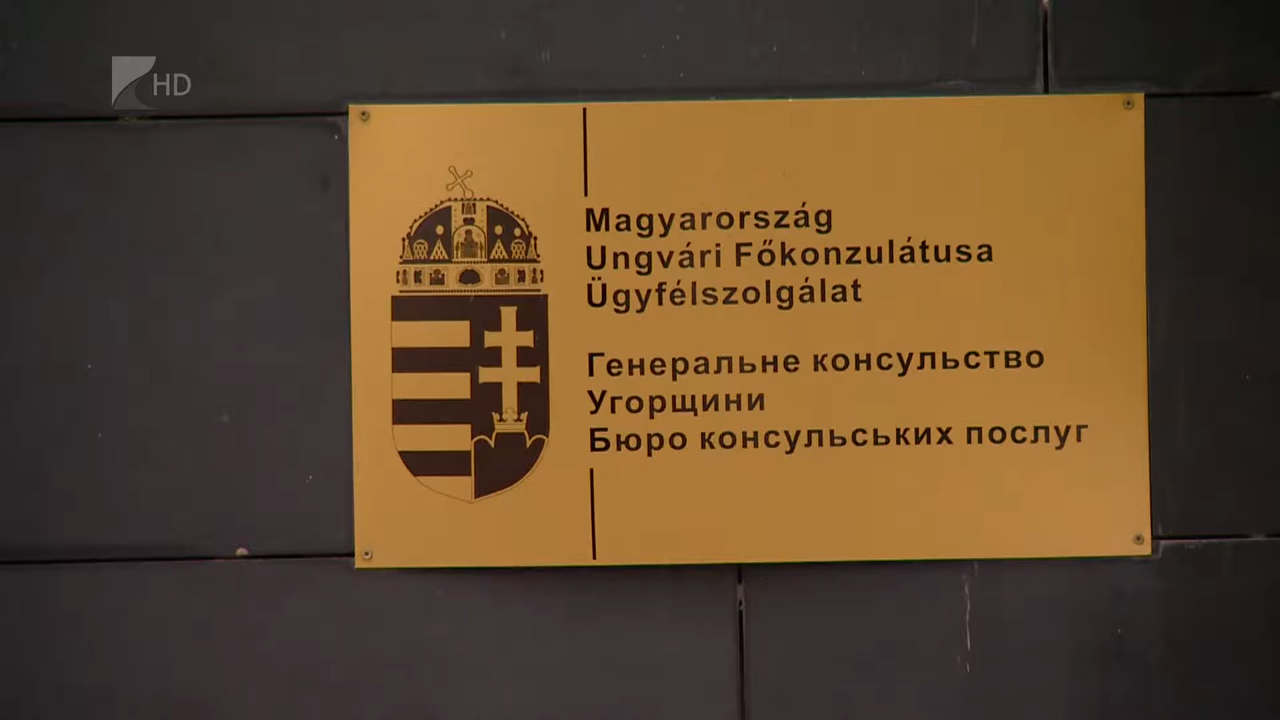 HD
Magyarország
Ungvári Főkonzulátusa
Ügyfélszolgálat
Генеральне консульство
Угорщини
Бюро консульських послуг